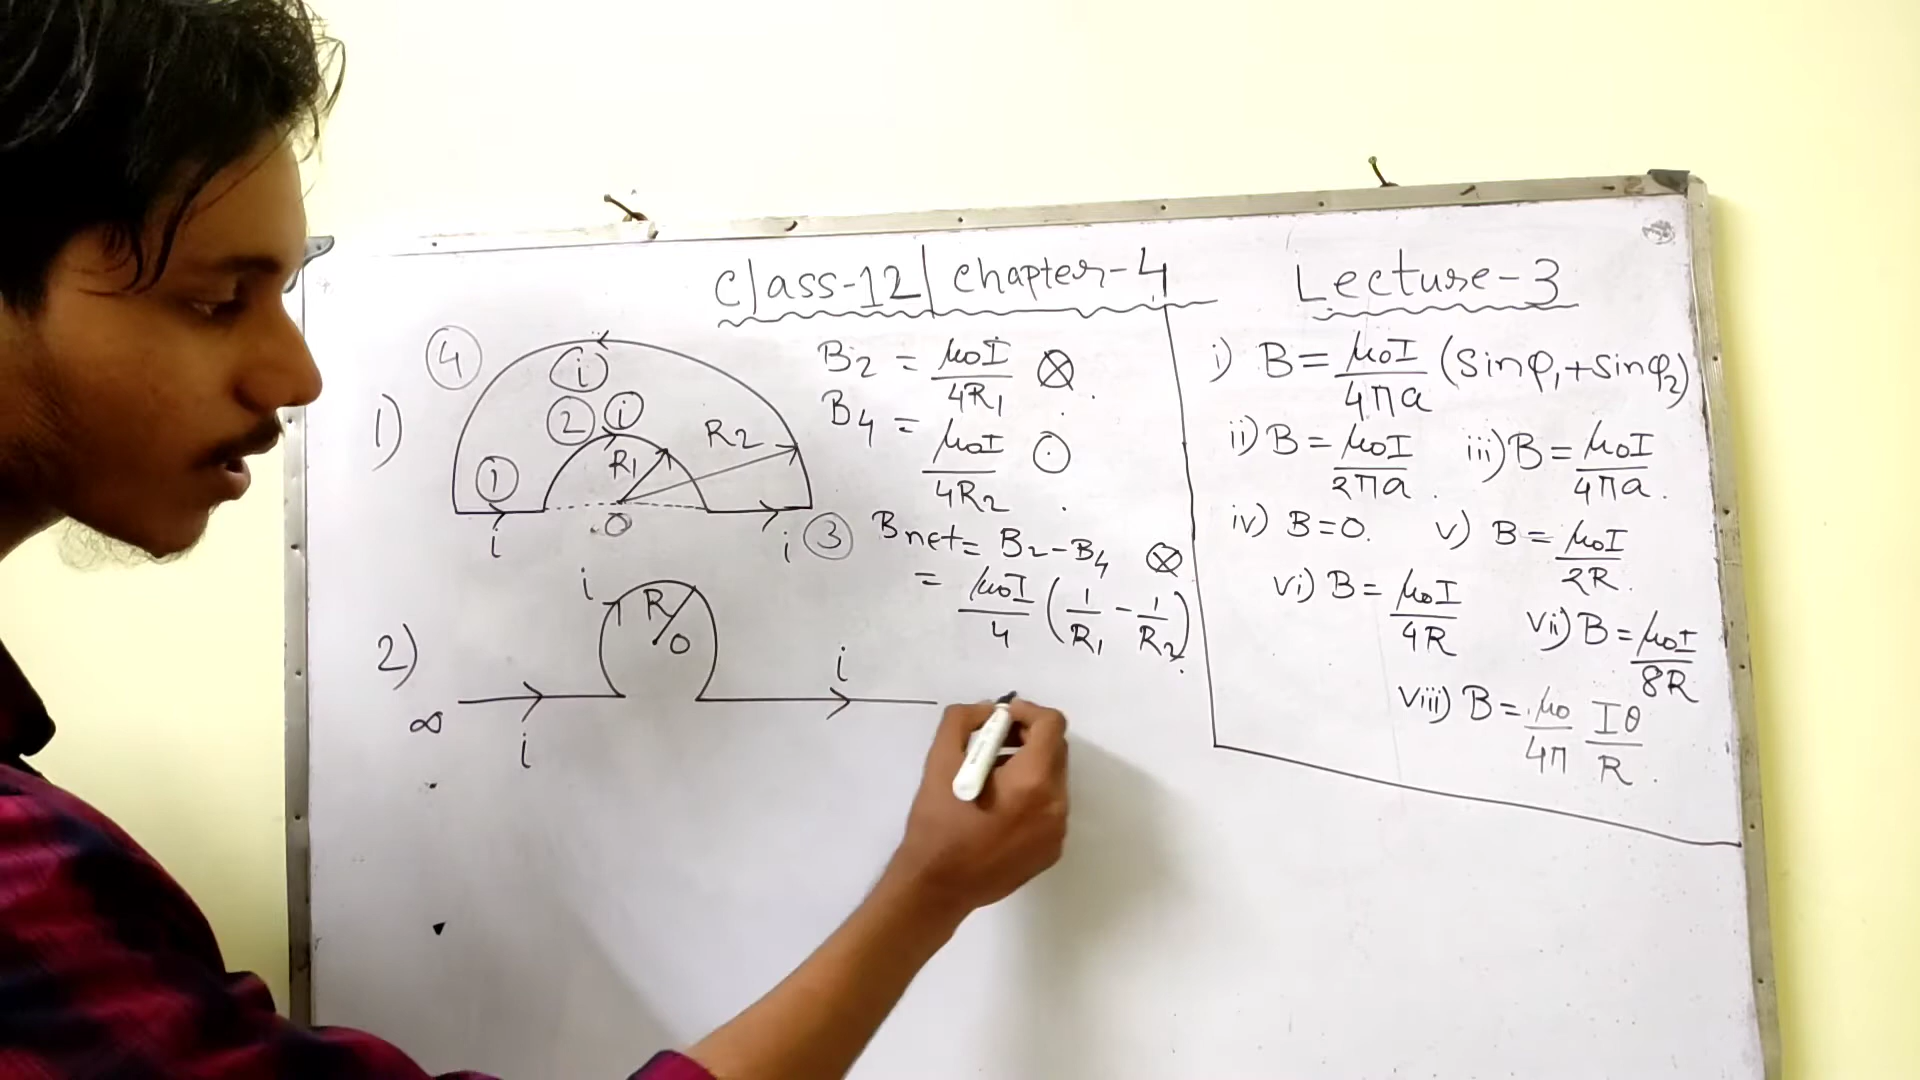 Class-12 | Chapter-4
Lecture-3
1)
④
i
② i
R₁
R₂
①
i
O
i ③
B₂ = μ₀I/4R₁ ⊗
B₄ = μ₀I/4R₂ ⊙
Bnet = B₂ - B₄ ⊗
= μ₀I/4 (1/R₁ - 1/R₂)
2)
i
R
O
∞
i
i
i) B = μ₀I/4πa (Sinφ₁+sinφ₂)
ii) B = μ₀I/2πa. iii) B = μ₀I/4πa.
iv) B=0. v) B = μ₀I/2R.
vi) B = μ₀I/4R vii) B = μ₀I/8R
viii) B = μ₀/4π Iθ/R.